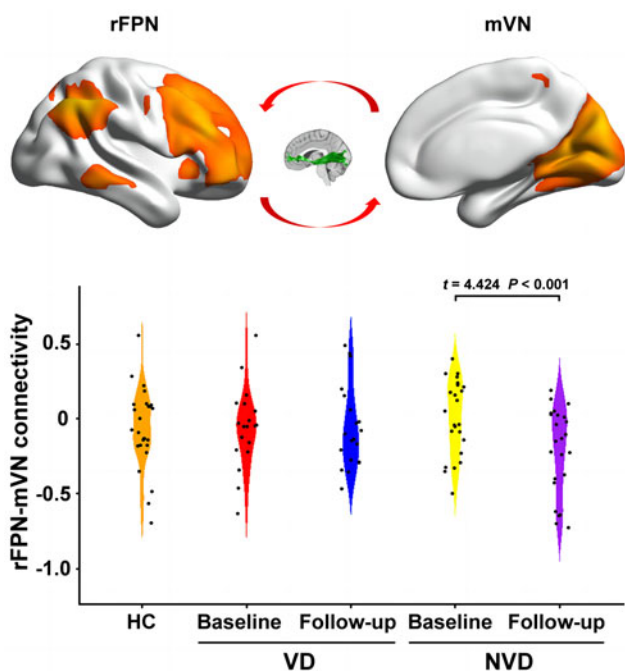 rFPN mVN
t = 4.424 P < 0.001
rFPN-mVN connectivity
0.5
0
-0.5
-1.0
HC Baseline Follow-up Baseline Follow-up
VD NVD